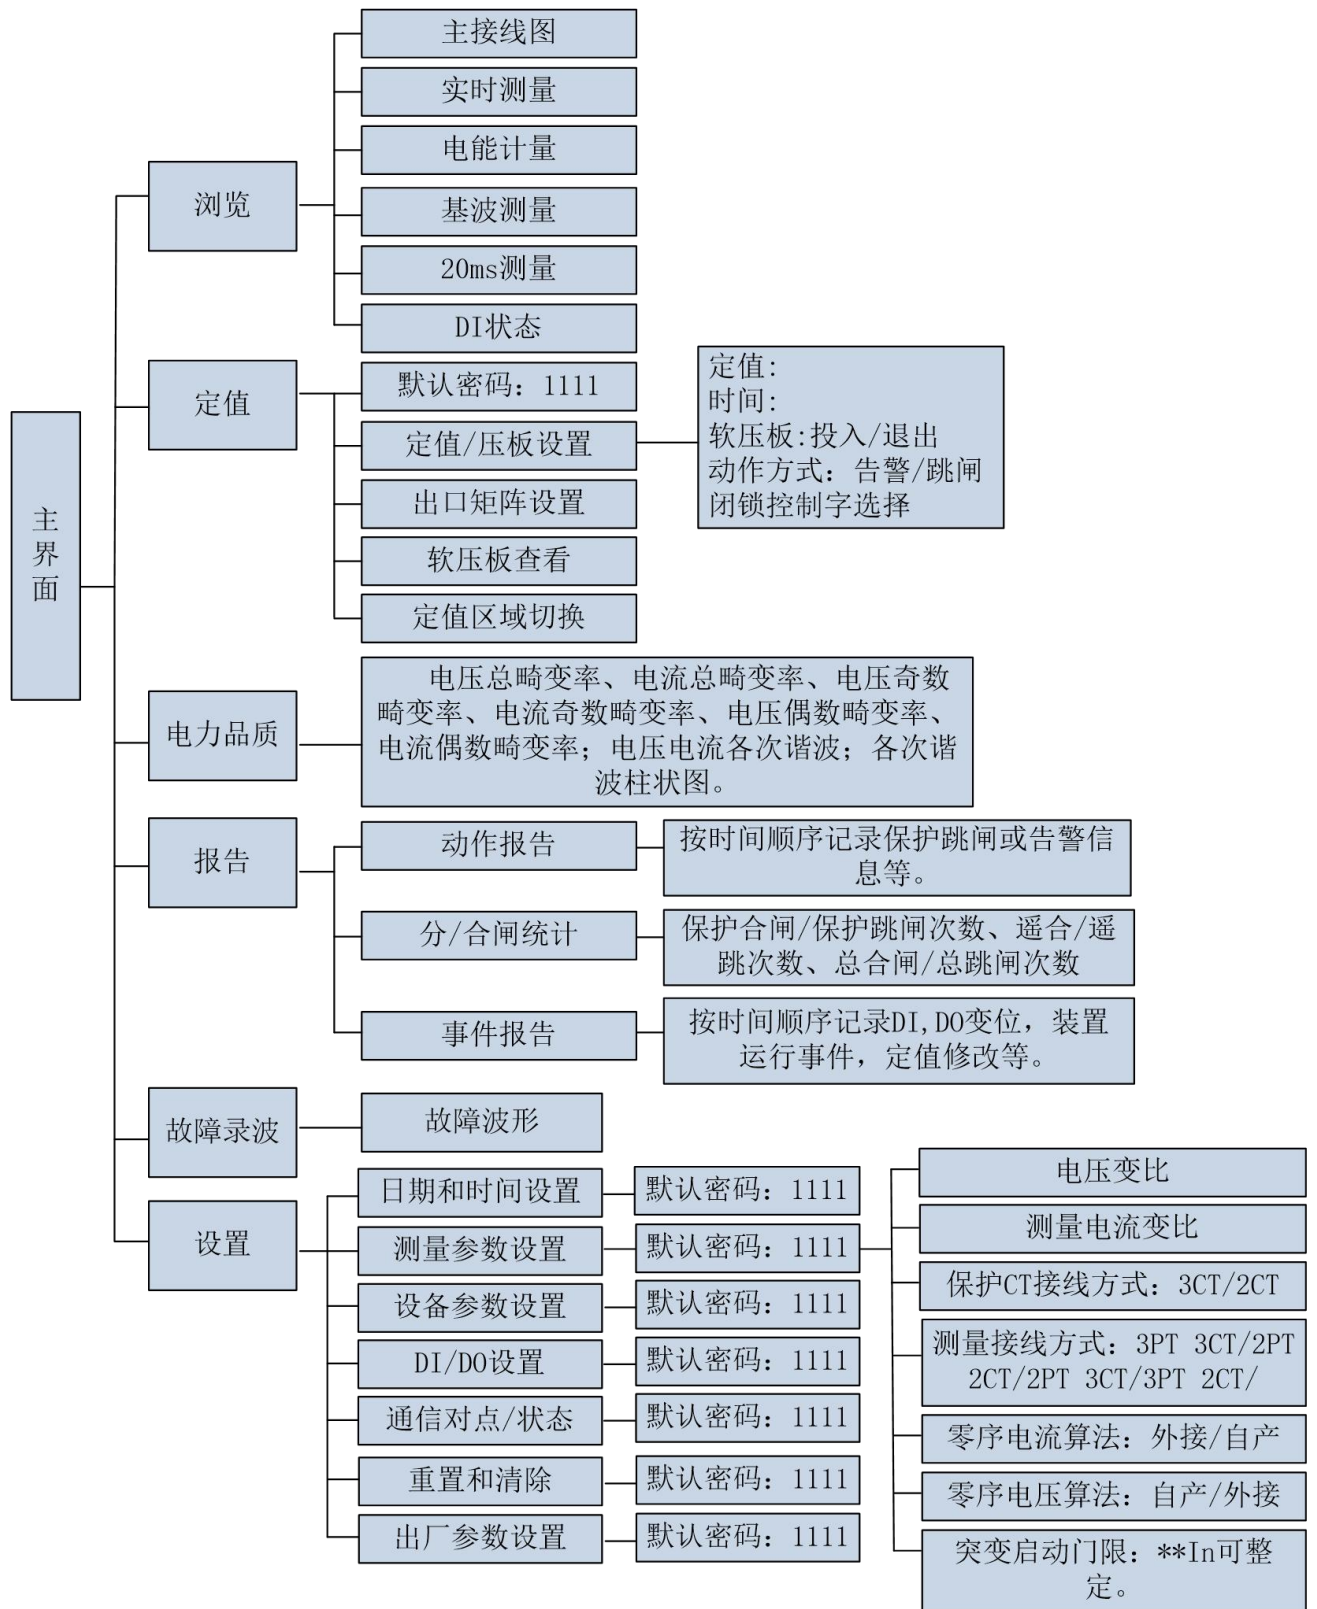 主界面
浏览
主接线图
实时测量
电能计量
基波测量
20ms测量
DI状态
定值
默认密码：1111
定值/压板设置
定值：
时间：
软压板：投入/退出
动作方式：告警/跳闸
闭锁控制字选择
出口矩阵设置
软压板查看
定值区域切换
电力品质
电压总畸变率、电流总畸变率、电压奇数
畸变率、电流奇数畸变率、电压偶数畸变率、
电流偶数畸变率；电压电流各次谐波；各次谐
波柱状图。
报告
动作报告
按时间顺序记录保护跳闸或告警信
息等。
分/合闸统计
保护合闸/保护跳闸次数、遥合/遥
跳次数、总合闸/总跳闸次数
事件报告
按时间顺序记录DI,DO变位，装置
运行事件，定值修改等。
故障录波
故障波形
设置
日期和时间设置
默认密码：1111
测量参数设置
默认密码：1111
电压变比
测量电流变比
保护CT接线方式：3CT/2CT
测量接线方式：3PT 3CT/2PT
2CT/2PT 3CT/3PT 2CT/
零序电流算法：外接/自产
零序电压算法：自产/外接
突变启动门限：**In可整
定。
设备参数设置
默认密码：1111
DI/DO设置
默认密码：1111
通信对点/状态
默认密码：1111
重置和清除
默认密码：1111
出厂参数设置
默认密码：1111